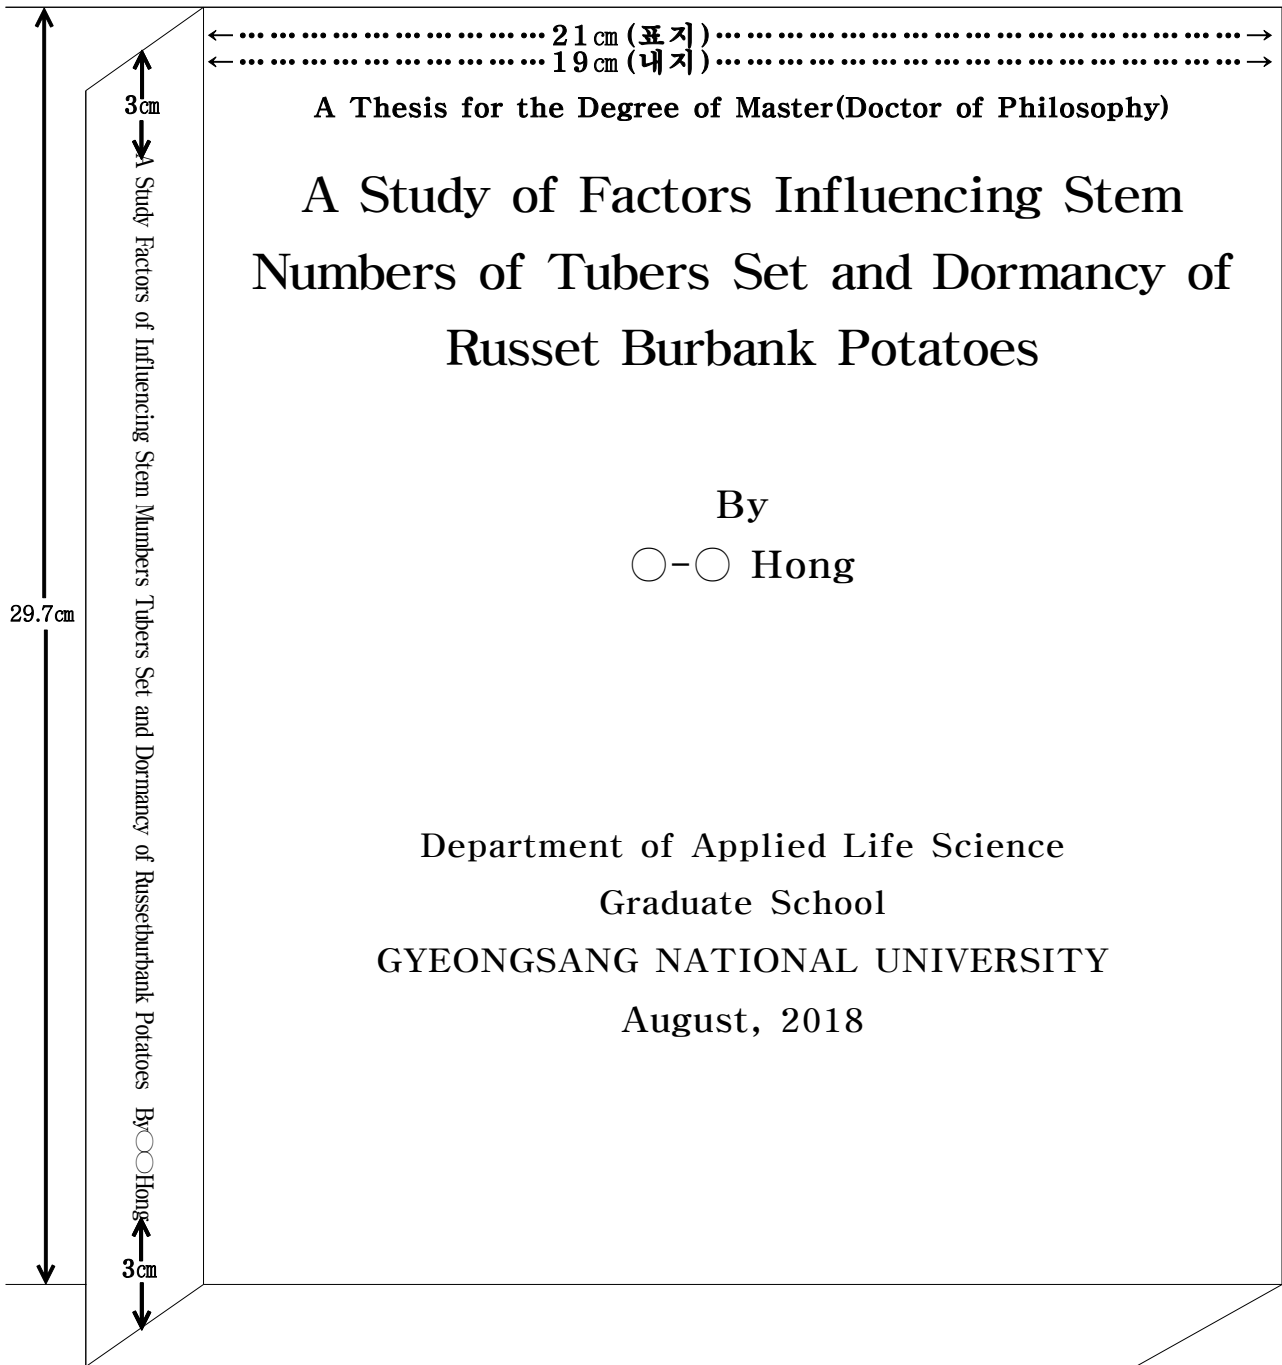 ←………………………… 21㎝(표지)………………………………………………→
←………………………… 19㎝(내지)………………………………………………→
3㎝
A Thesis for the Degree of Master(Doctor of Philosophy)
A Study of Factors Influencing Stem
Numbers of Tubers Set and Dormancy of
Russet Burbank Potatoes
By
○-○ Hong
29.7㎝
A Study Factors of Influencing Stem Mumbers Tubers Set and Dormancy of Russetburbank Potatoes By○○Hong
Department of Applied Life Science
Graduate School
GYEONGSANG NATIONAL UNIVERSITY
August, 2018
3㎝